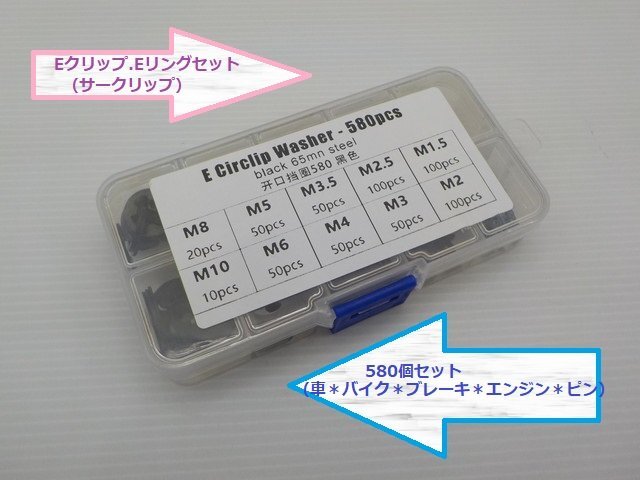 Eクリップ.Eリングセット
（サークリップ）
E Circlip Washer - 580pcs
black 65mn steel
开口挡圈580 黑色
M8 M5 M3.5 M2.5 M1.5
20pcs 50pcs 50pcs 100pcs 100pcs
M10 M6 M4 M3 M2
10pcs 50pcs 50pcs 50pcs 100pcs
580個セット
（車＊バイク＊ブレーキ＊エンジン＊ピン）